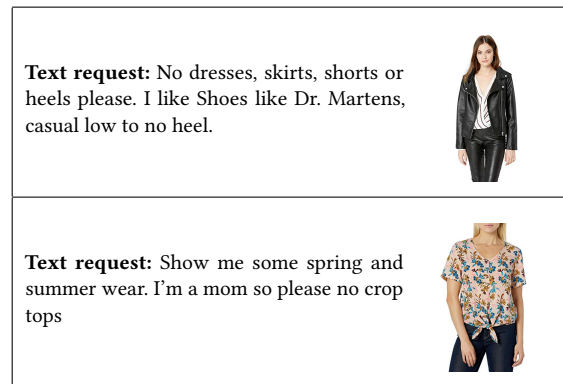 Text request: No dresses, skirts, shorts or
heels please. I like Shoes like Dr. Martens,
casual low to no heel.
Text request: Show me some spring and
summer wear. I'm a mom so please no crop
tops